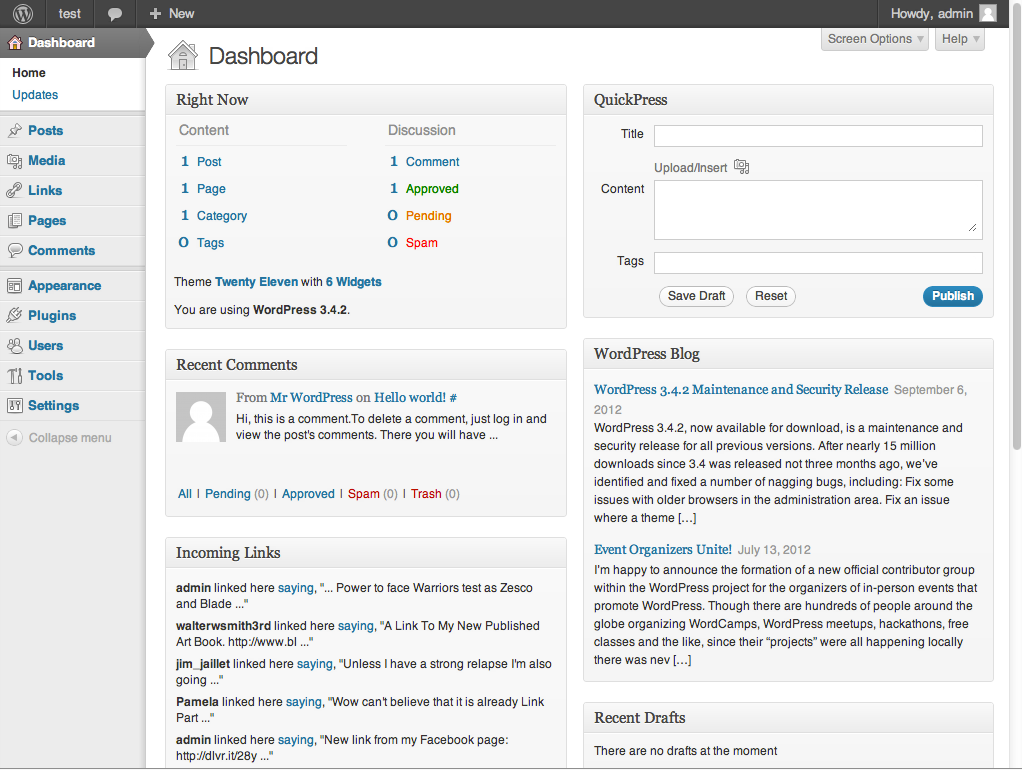 test
New
Howdy, admin
Dashboard
Home
Updates
Posts
Media
Links
Pages
Comments
Appearance
Plugins
Users
Tools
Settings
Collapse menu
Screen Options
Help
Dashboard
Right Now
Content
Discussion
1 Post
1 Comment
1 Page
1 Approved
1 Category
0 Pending
0 Tags
0 Spam
Theme Twenty Eleven with 6 Widgets
You are using WordPress 3.4.2.
Recent Comments
From Mr WordPress on Hello world! #
Hi, this is a comment.To delete a comment, just log in and
view the post's comments. There you will have ...
All | Pending (0) | Approved | Spam (0) | Trash (0)
Incoming Links
admin linked here saying, "... Power to face Warriors test as Zesco
and Blade ..."
walterwsmith3rd linked here saying, "A Link To My New Published
Art Book. http://www.bl ..."
jim_jaillet linked here saying, "Unless I have a strong relapse I'm also
going ..."
Pamela linked here saying, "Wow can't believe that it is already Link
Part ..."
admin linked here saying, "New link from my Facebook page:
http://dlvr.it/28y ..."
QuickPress
Title
Upload/Insert
Content
Tags
Save Draft
Reset
Publish
WordPress Blog
WordPress 3.4.2 Maintenance and Security Release September 6,
2012
WordPress 3.4.2, now available for download, is a maintenance and
security release for all previous versions. After nearly 15 million
downloads since 3.4 was released not three months ago, we've
identified and fixed a number of nagging bugs, including: Fix some
issues with older browsers in the administration area. Fix an issue
where a theme […]
Event Organizers Unite! July 13, 2012
I'm happy to announce the formation of a new official contributor group
within the WordPress project for the organizers of in-person events that
promote WordPress. Though there are hundreds of people around the
globe organizing WordCamps, WordPress meetups, hackathons, free
classes and the like, since their “projects” were all happening locally
there was nev […]
Recent Drafts
There are no drafts at the moment